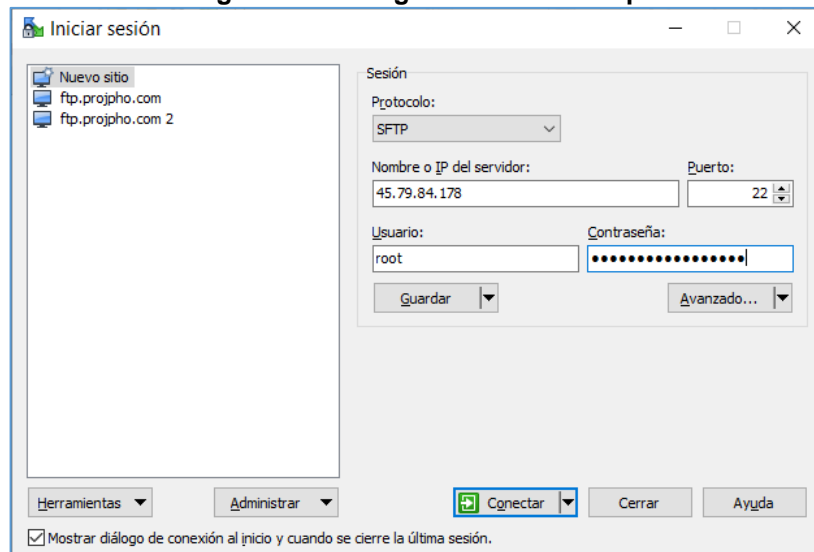 Iniciar sesión
Nuevo sitio
ftp.projpho.com
ftp.projpho.com 2
Sesión
Protocolo:
SFTP
Nombre o IP del servidor:
Puerto:
45.79.84.178
22
Usuario:
Contraseña:
root
•••••••••••••••••
Guardar
Avanzado...
Herramientas
Administrar
Conectar
Cerrar
Ayuda
Mostrar diálogo de conexión al inicio y cuando se cierre la última sesión.